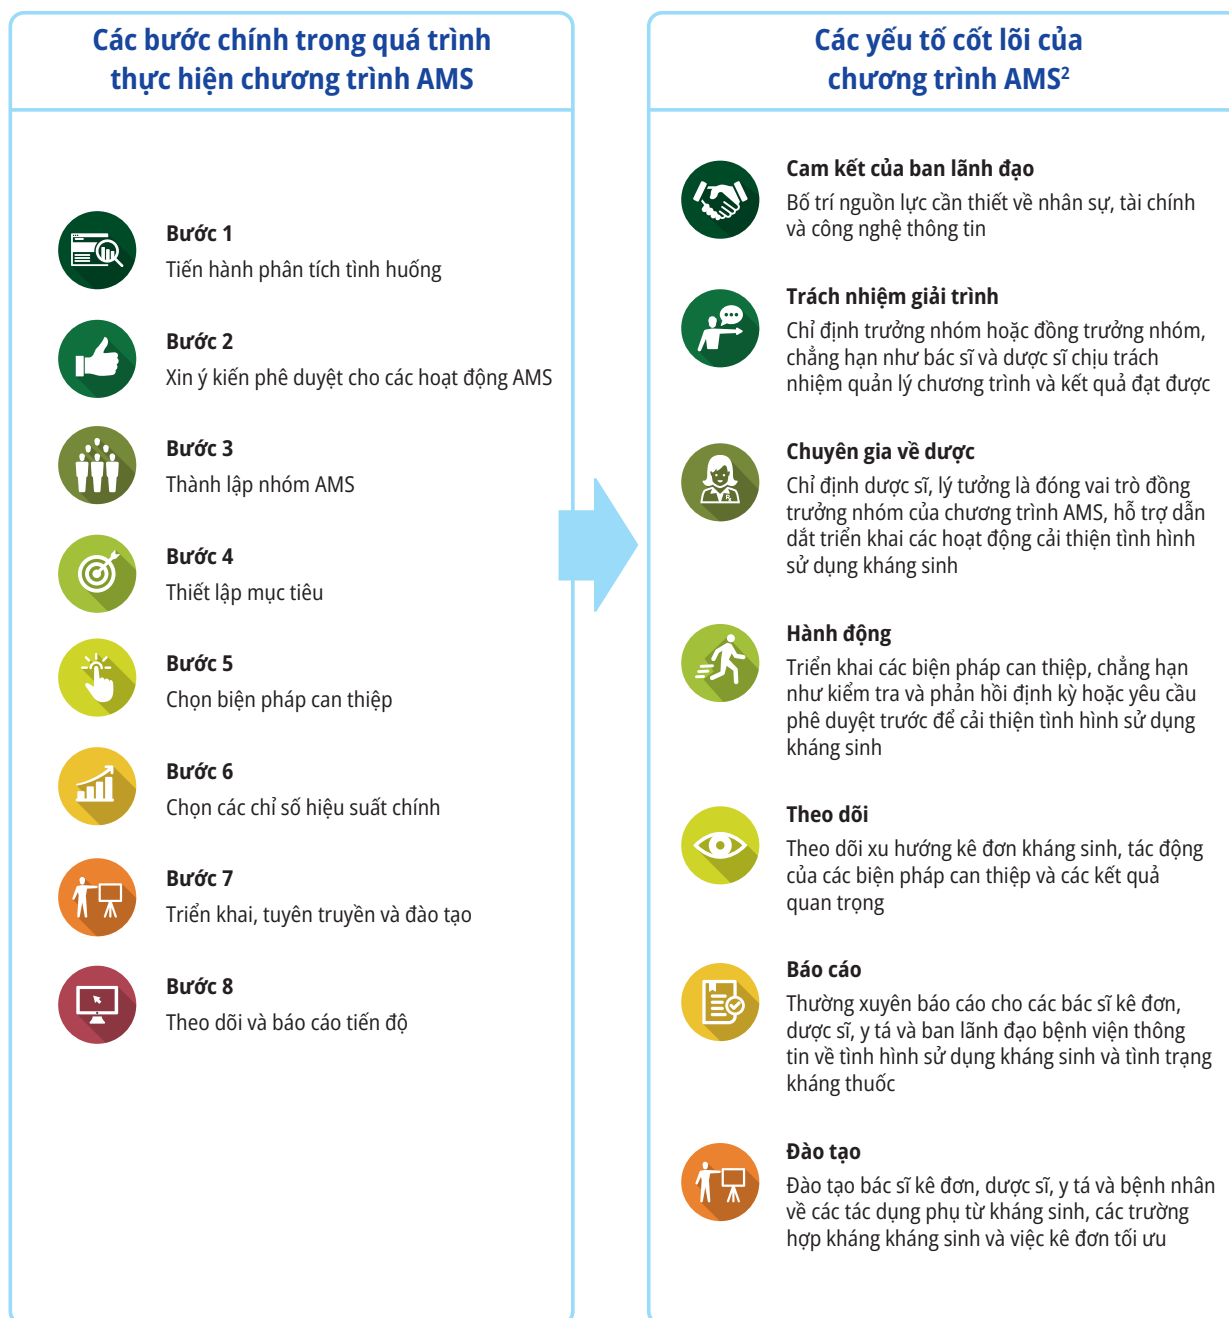 Các bước chính trong quá trình
thực hiện chương trình AMS
Bước 1
Tiến hành phân tích tình huống
Bước 2
Xin ý kiến phê duyệt cho các hoạt động AMS
Bước 3
Thành lập nhóm AMS
Bước 4
Thiết lập mục tiêu
Bước 5
Chọn biện pháp can thiệp
Bước 6
Chọn các chỉ số hiệu suất chính
Bước 7
Triển khai, tuyên truyền và đào tạo
Bước 8
Theo dõi và báo cáo tiến độ
Các yếu tố cốt lõi của
chương trình AMS²
Cam kết của ban lãnh đạo
Bố trí nguồn lực cần thiết về nhân sự, tài chính
và công nghệ thông tin
Trách nhiệm giải trình
Chỉ định trưởng nhóm hoặc đồng trưởng nhóm,
chẳng hạn như bác sĩ và dược sĩ chịu trách
nhiệm quản lý chương trình và kết quả đạt được
Chuyên gia về dược
Chỉ định dược sĩ, lý tưởng là đóng vai trò đồng
trưởng nhóm của chương trình AMS, hỗ trợ dẫn
dắt triển khai các hoạt động cải thiện tình hình
sử dụng kháng sinh
Hành động
Triển khai các biện pháp can thiệp, chẳng hạn
như kiểm tra và phản hồi định kỳ hoặc yêu cầu
phê duyệt trước để cải thiện tình hình sử dụng
kháng sinh
Theo dõi
Theo dõi xu hướng kê đơn kháng sinh, tác động
của các biện pháp can thiệp và các kết quả
quan trọng
Báo cáo
Thường xuyên báo cáo cho các bác sĩ kê đơn,
dược sĩ, y tá và ban lãnh đạo bệnh viện thông
tin về tình hình sử dụng kháng sinh và tình trạng
kháng thuốc
Đào tạo
Đào tạo bác sĩ kê đơn, dược sĩ, y tá và bệnh nhân
về các tác dụng phụ từ kháng sinh, các trường
hợp kháng kháng sinh và việc kê đơn tối ưu